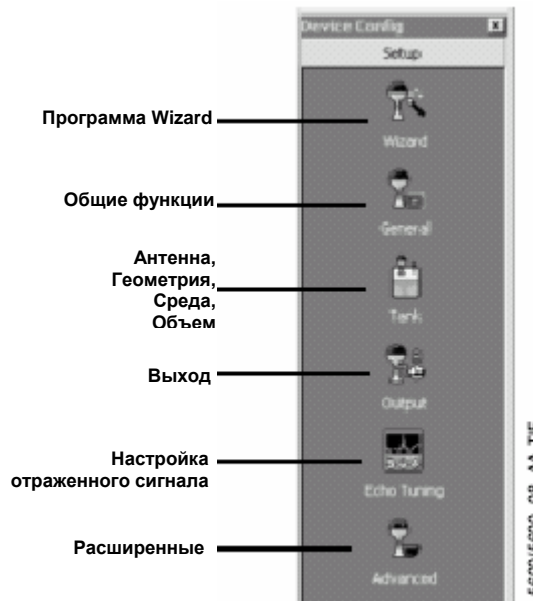 Device Config
Setup
Программа Wizard
Wizard
Общие функции
General
Антенна,
Геометрия,
Среда,
Объем
Tank
Выход
Output
Настройка
отраженного сигнала
Echo Tuning
Расширенные
Advanced